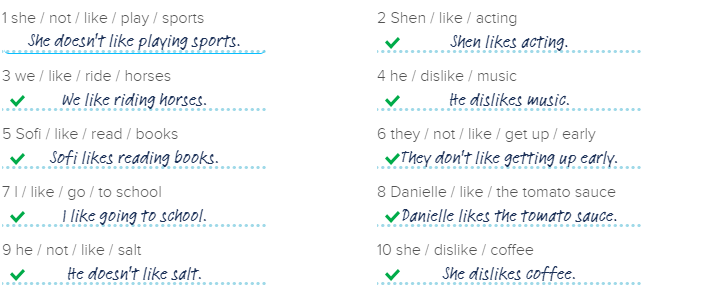 1 she / not / like / play / sports
She doesn't like playing sports.
2 Shen / like / acting
Shen likes acting.
3 we / like / ride / horses
We like riding horses.
4 he / dislike / music
He dislikes music.
5 Sofi / like / read / books
Sofi likes reading books.
6 they / not / like / get up / early
They don't like getting up early.
7 I / like / go / to school
I like going to school.
8 Danielle / like / the tomato sauce
Danielle likes the tomato sauce.
9 he / not / like / salt
He doesn't like salt.
10 she / dislike / coffee
She dislikes coffee.